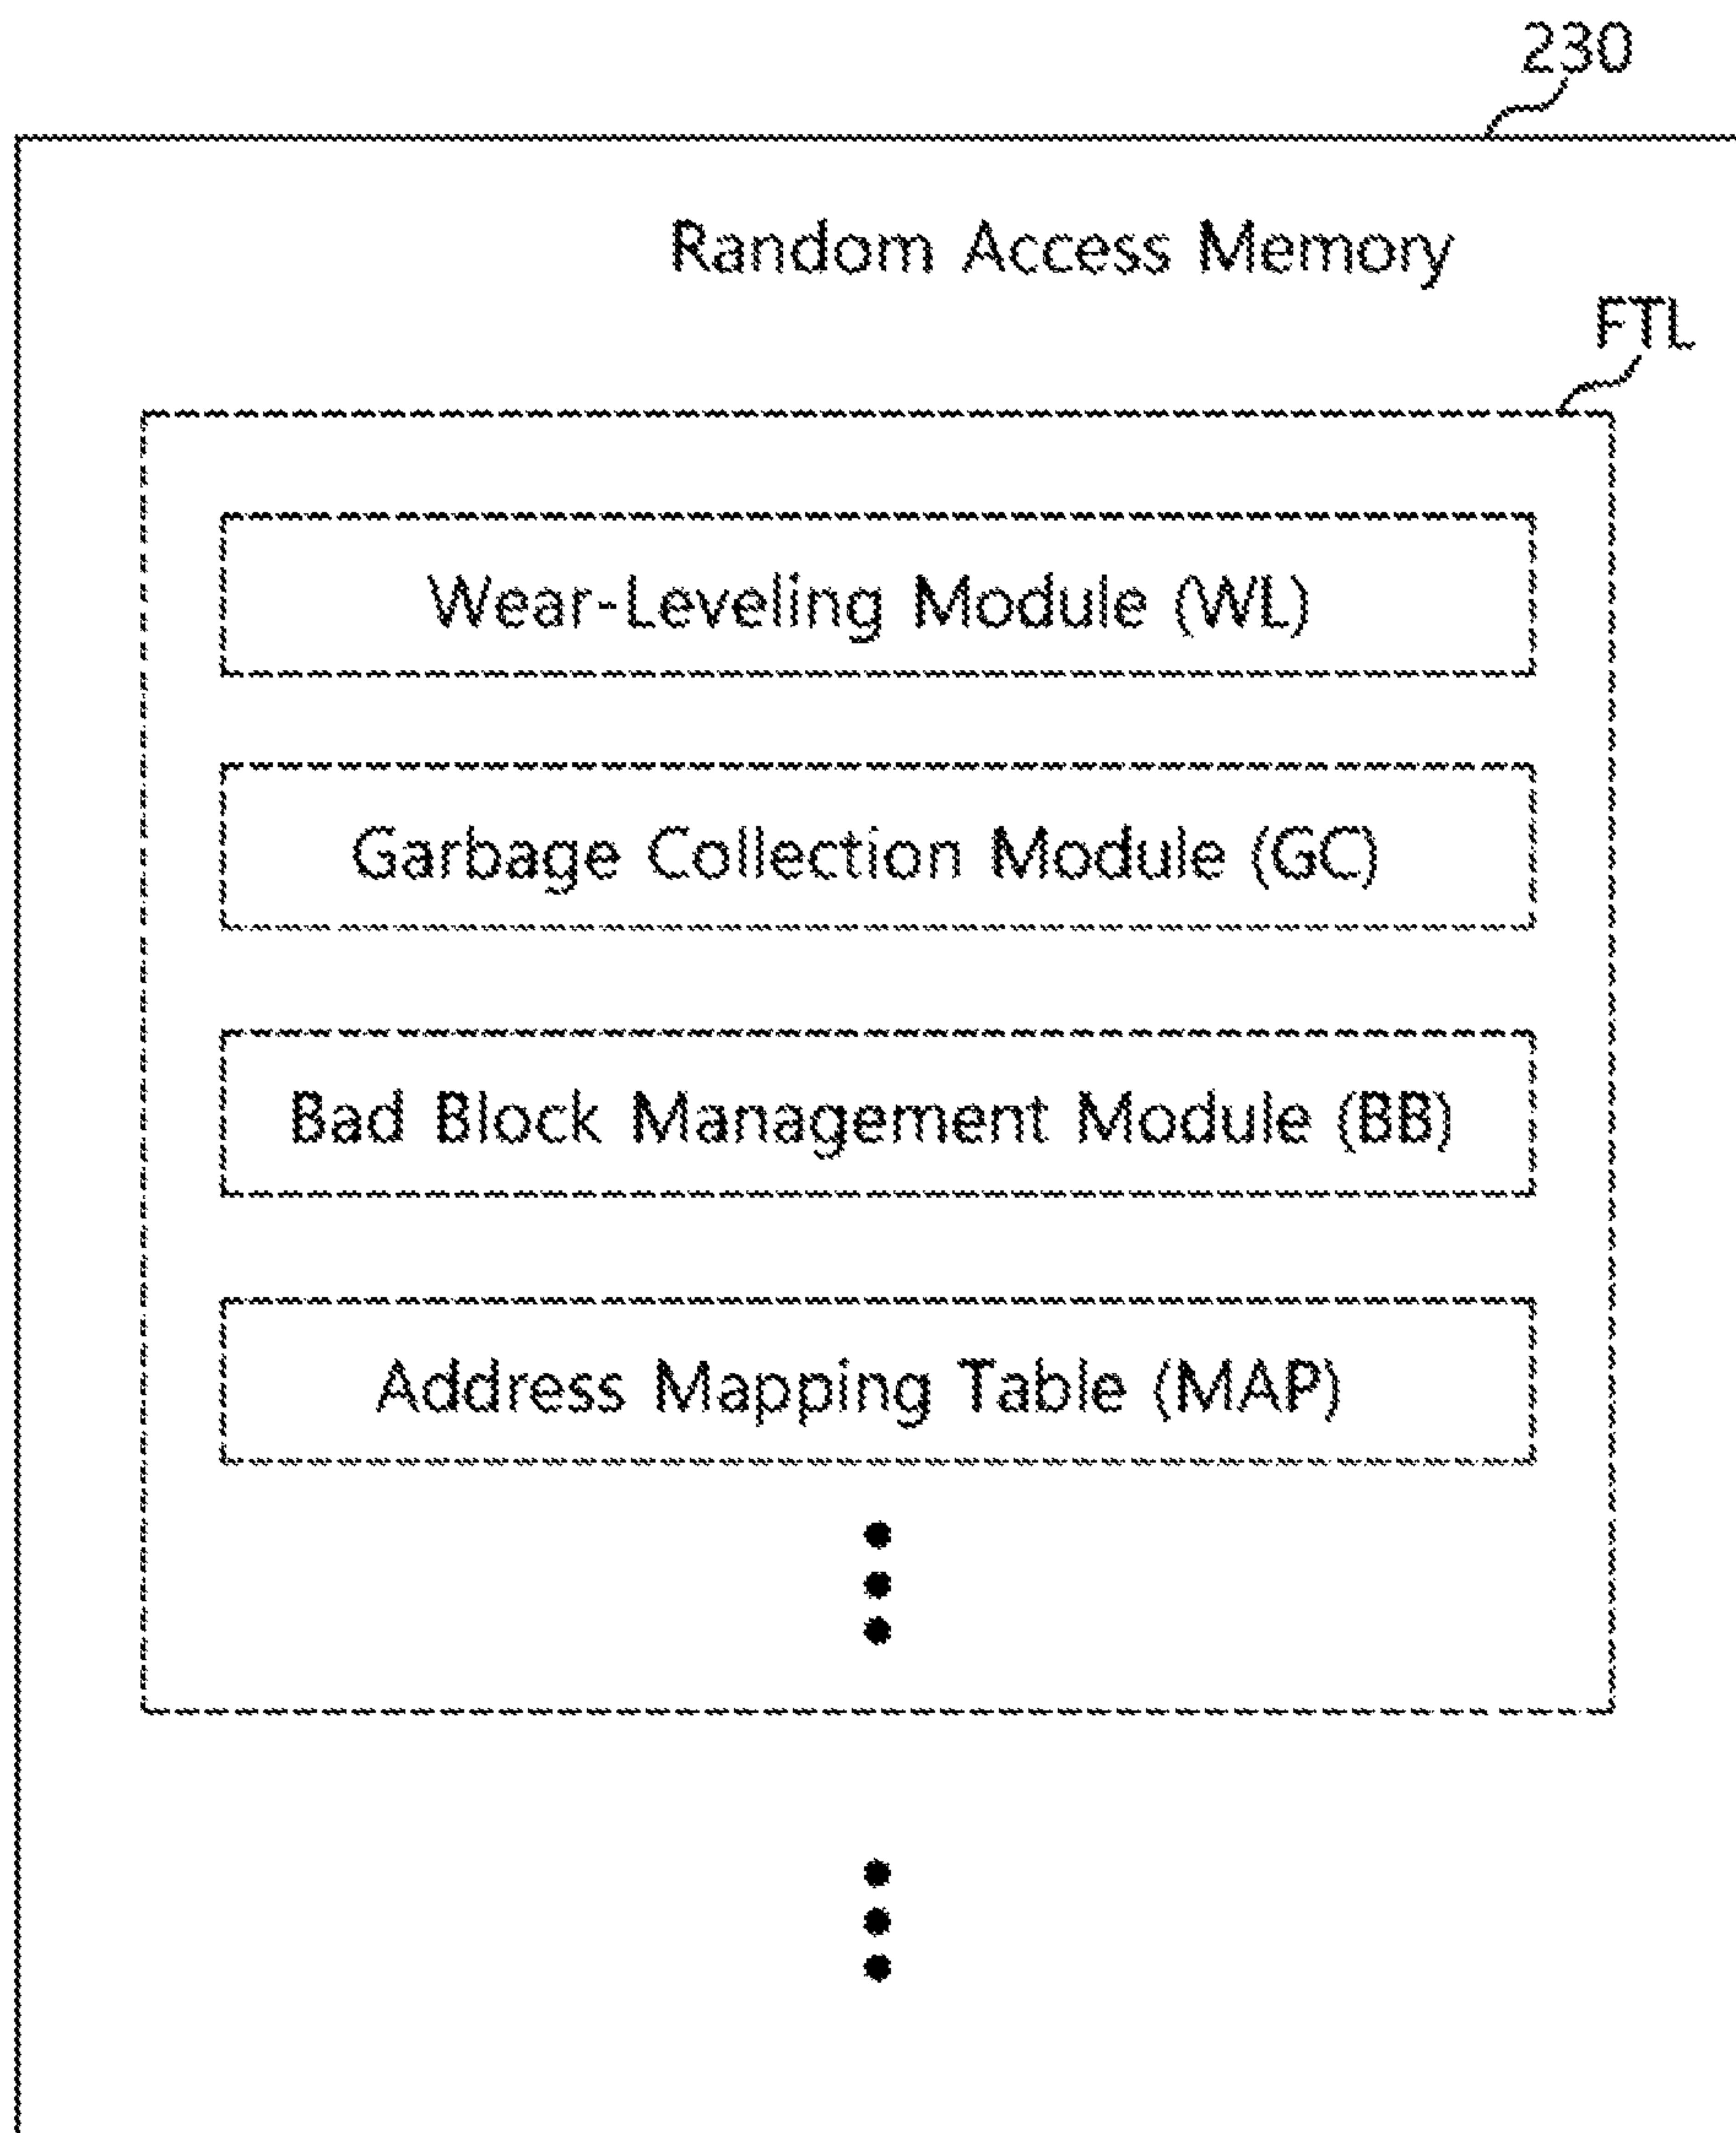 230
Random Access Memory
FTL
Wear-Leveling Module (WL)
Garbage Collection Module (GC)
Bad Block Management Module (BB)
Address Mapping Table (MAP)